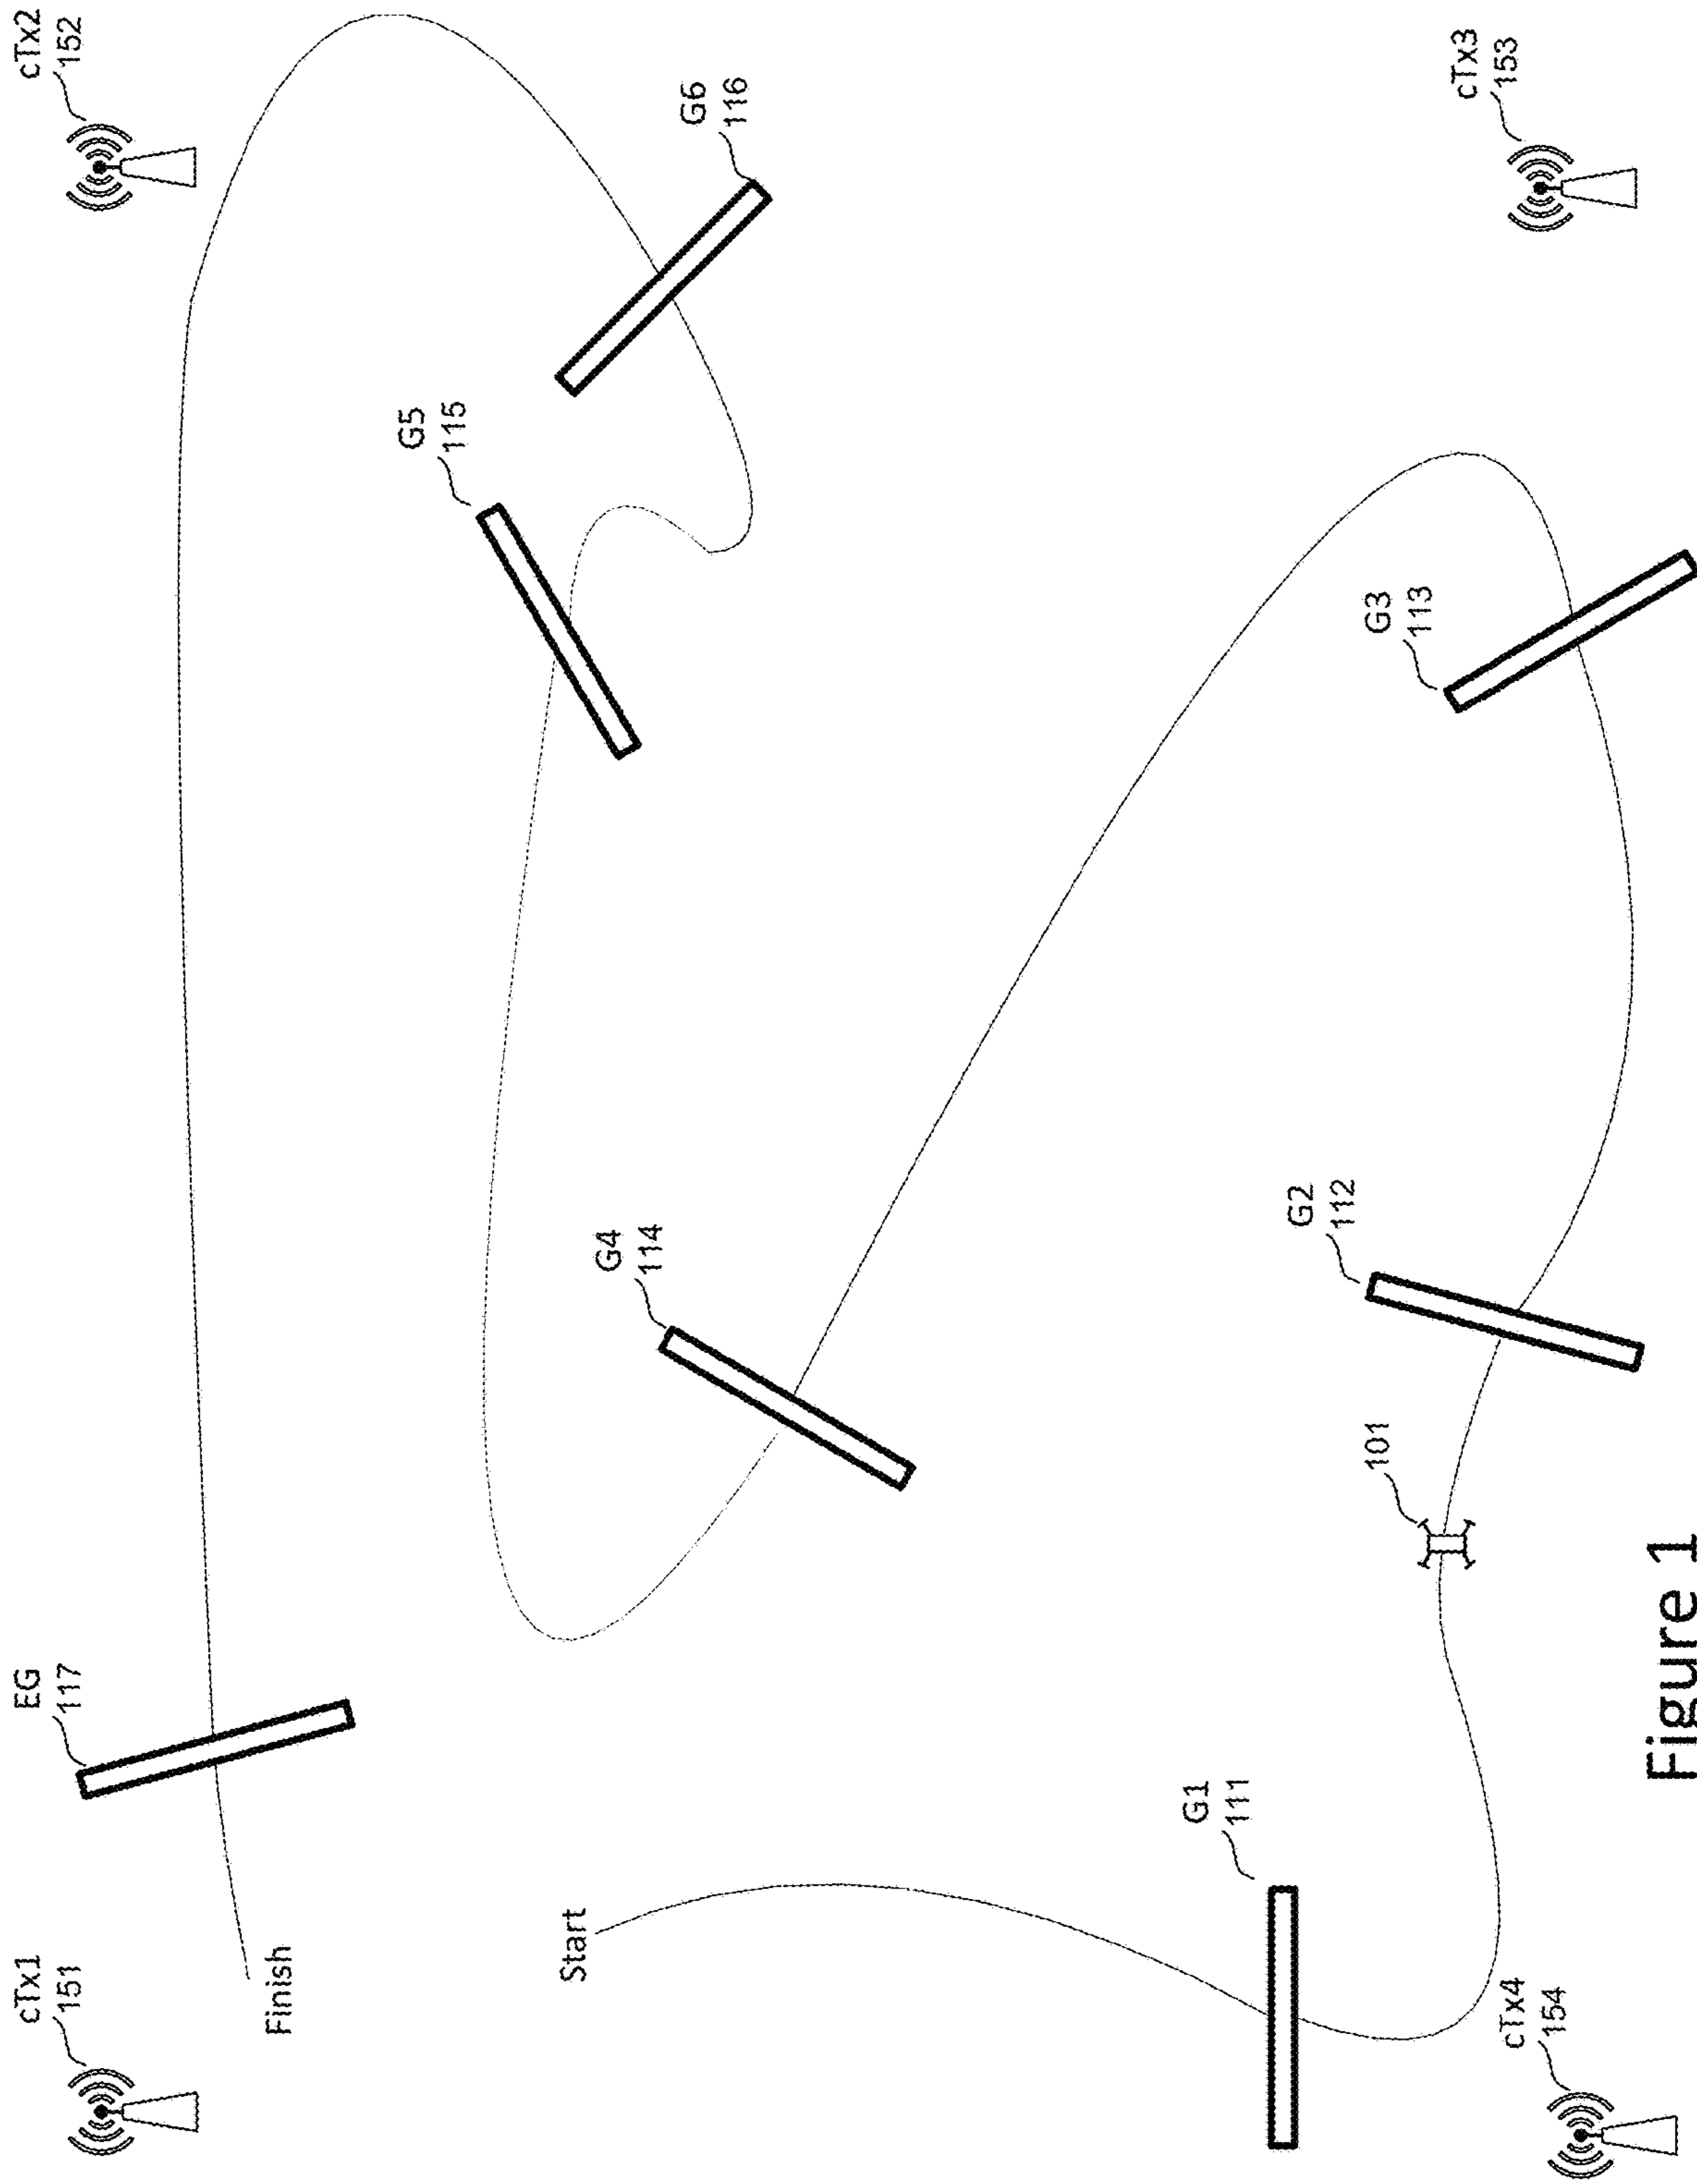 cTx1
151
EG
117
cTx2
152
Finish
Start
G4
114
G5
115
G6
116
G1
111
101
G2
112
G3
113
cTx4
154
cTx3
153
Figure 1